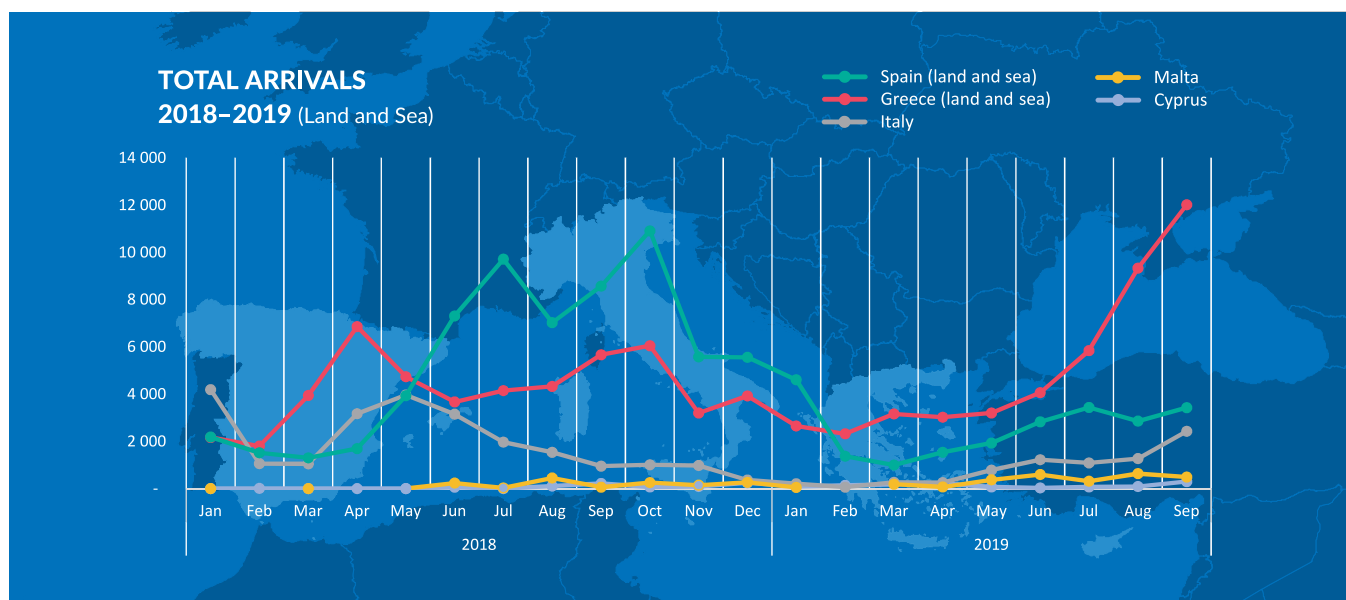 TOTAL ARRIVALS
2018–2019 (Land and Sea)
Spain (land and sea)
Greece (land and sea)
Italy
Malta
Cyprus
14 000
12 000
10 000
8 000
6 000
4 000
2 000
-
Jan Feb Mar Apr May Jun Jul Aug Sep Oct Nov Dec Jan Feb Mar Apr May Jun Jul Aug Sep
2018 2019